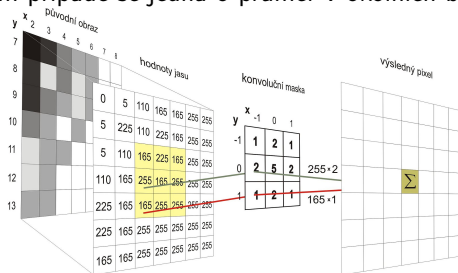 m případě se jedná o průměr v okolních b
původní obraz
x
y 2 3 4 5 6 7 8
7
8
9
10
11
12
13
hodnoty jasu
0 5 110 165 165 255 255
5 225 110 225 165 255 255
5 110 165 225 165 255 255
110 165 255 165 255 255 255
225 165 165 255 255 255 255
225 165 255 255 255 255 255
165 165 255 255 255 255 255
konvoluční maska
x -1 0 1
y
-1 1 2 1
0 2 5 2
1 1 2 1
255*2
165*1
výsledný pixel
Σ